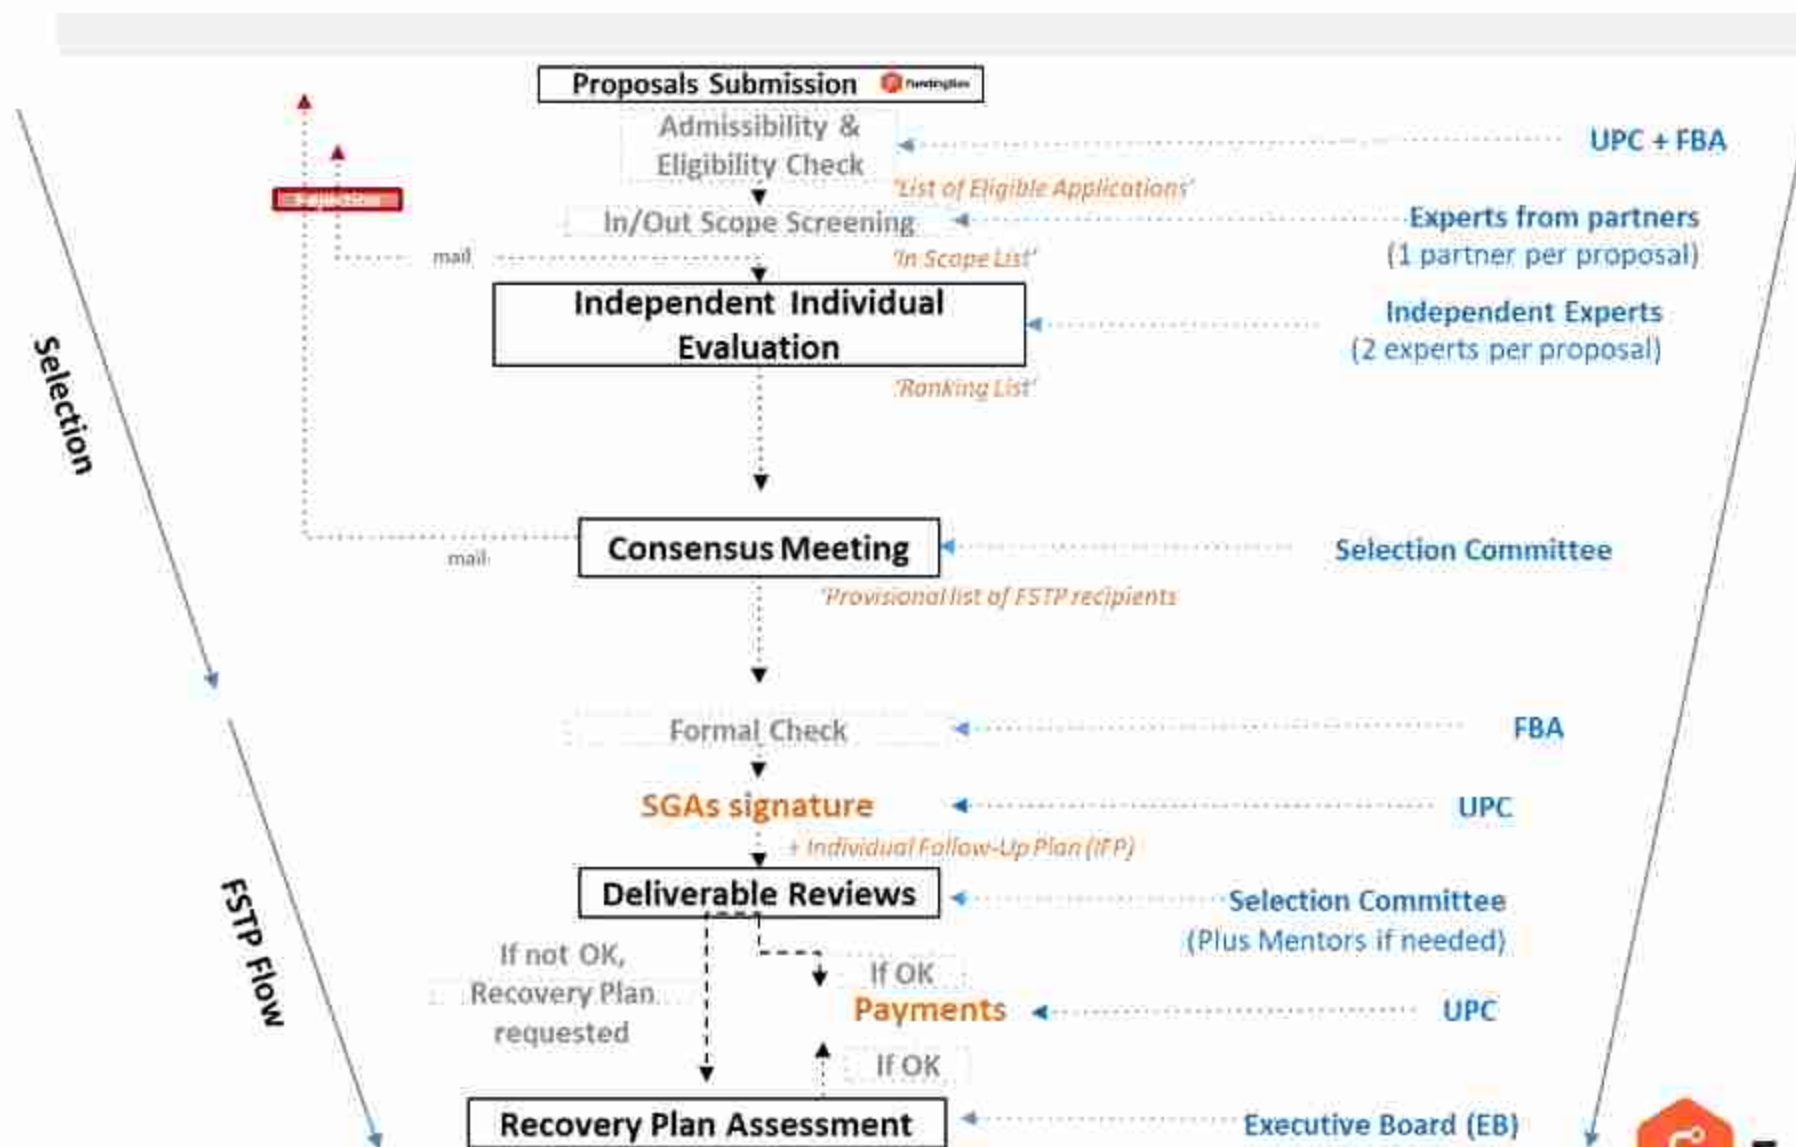 Proposals Submission FundingBox
Admissibility &
Eligibility Check
UPC + FBA
'List of Eligible Applications'
Rejection
In/Out Scope Screening
Experts from partners
(1 partner per proposal)
mail
'In Scope List'
Independent Individual
Evaluation
Independent Experts
(2 experts per proposal)
'Ranking List'
Selection
Consensus Meeting
Selection Committee
mail
'Provisional list of FSTP recipients
Formal Check
FBA
SGAs signature
UPC
+ Individual Follow-Up Plan (IFP)
Deliverable Reviews
Selection Committee
(Plus Mentors if needed)
FSTP Flow
If not OK,
Recovery Plan
requested
If OK
Payments
UPC
If OK
Recovery Plan Assessment
Executive Board (EB)